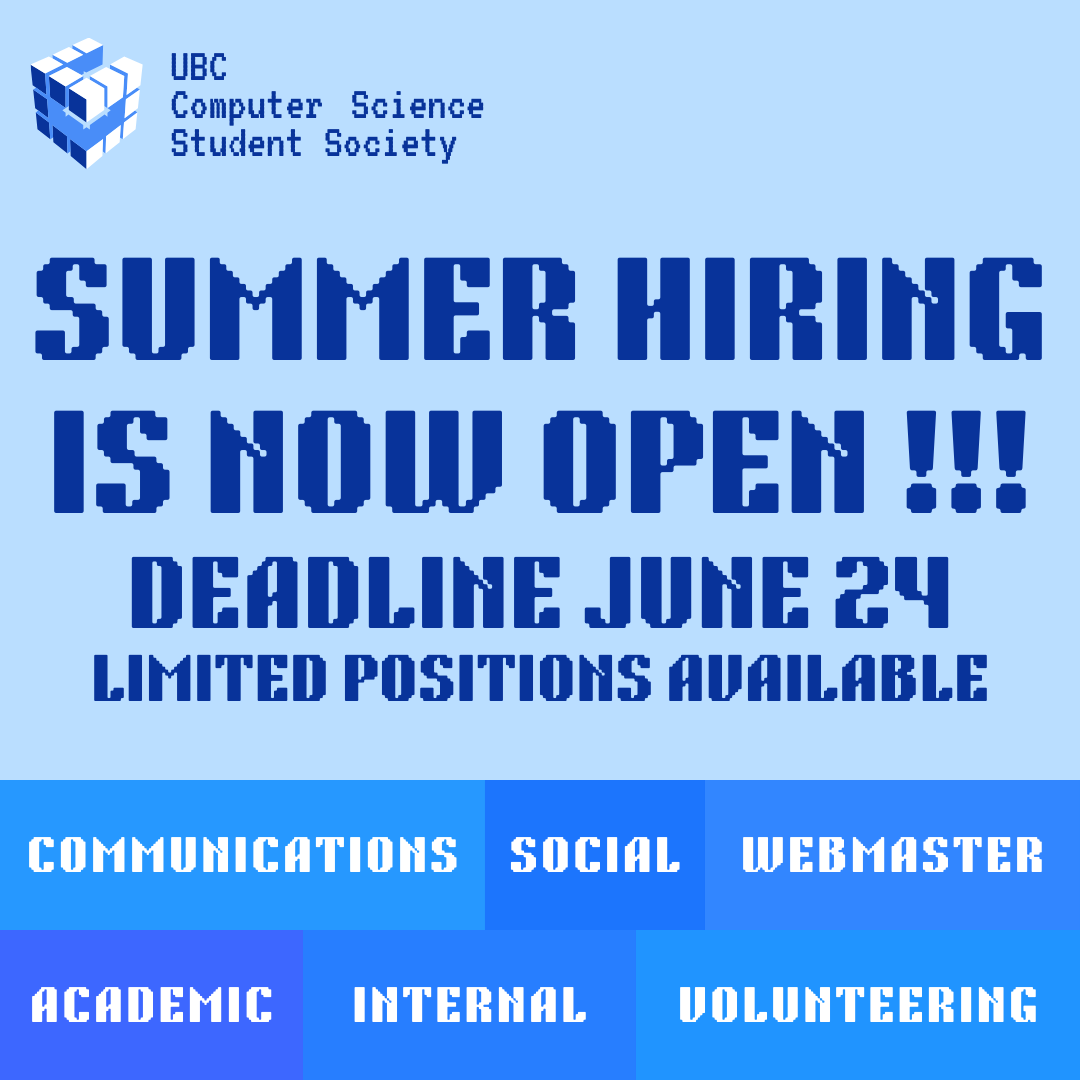 UBC
Computer Science
Student Society
SUMMER HIRING
IS NOW OPEN !!!
DEADLINE JUNE 24
LIMITED POSITIONS AVAILABLE
COMMUNICATIONS
SOCIAL
WEBMASTER
ACADEMIC
INTERNAL
VOLUNTEERING